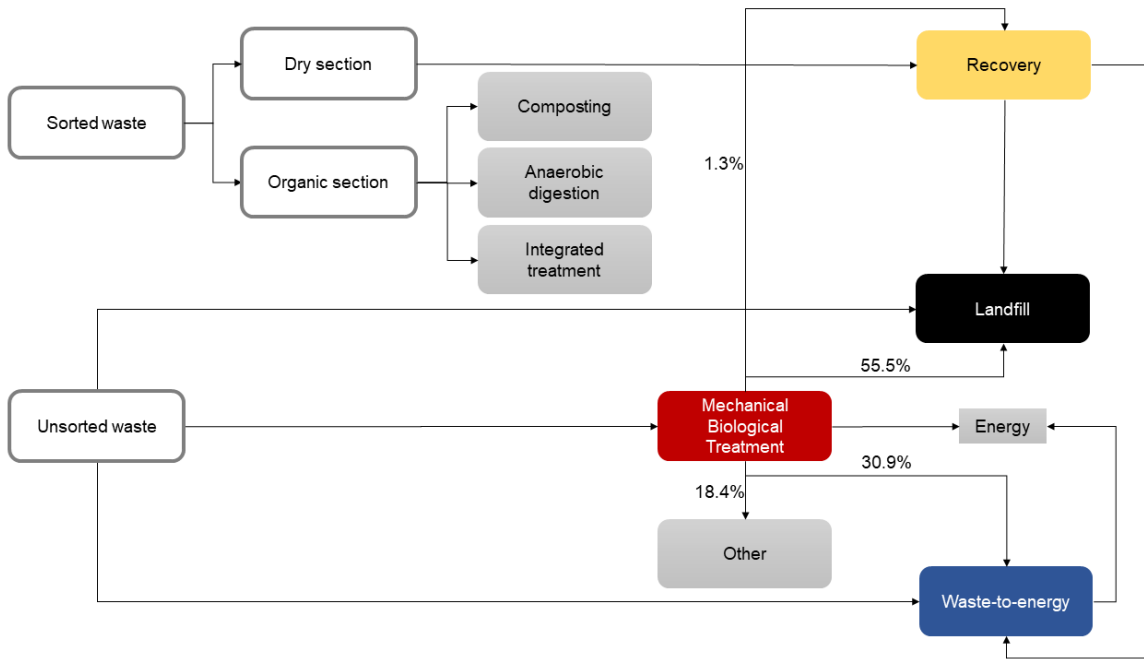 Dry section
Recovery
Sorted waste
Composting
Organic section
Anaerobic
digestion
1.3%
Integrated
treatment
Landfill
55.5%
Unsorted waste
Mechanical
Biological
Treatment
Energy
30.9%
18.4%
Other
Waste-to-energy